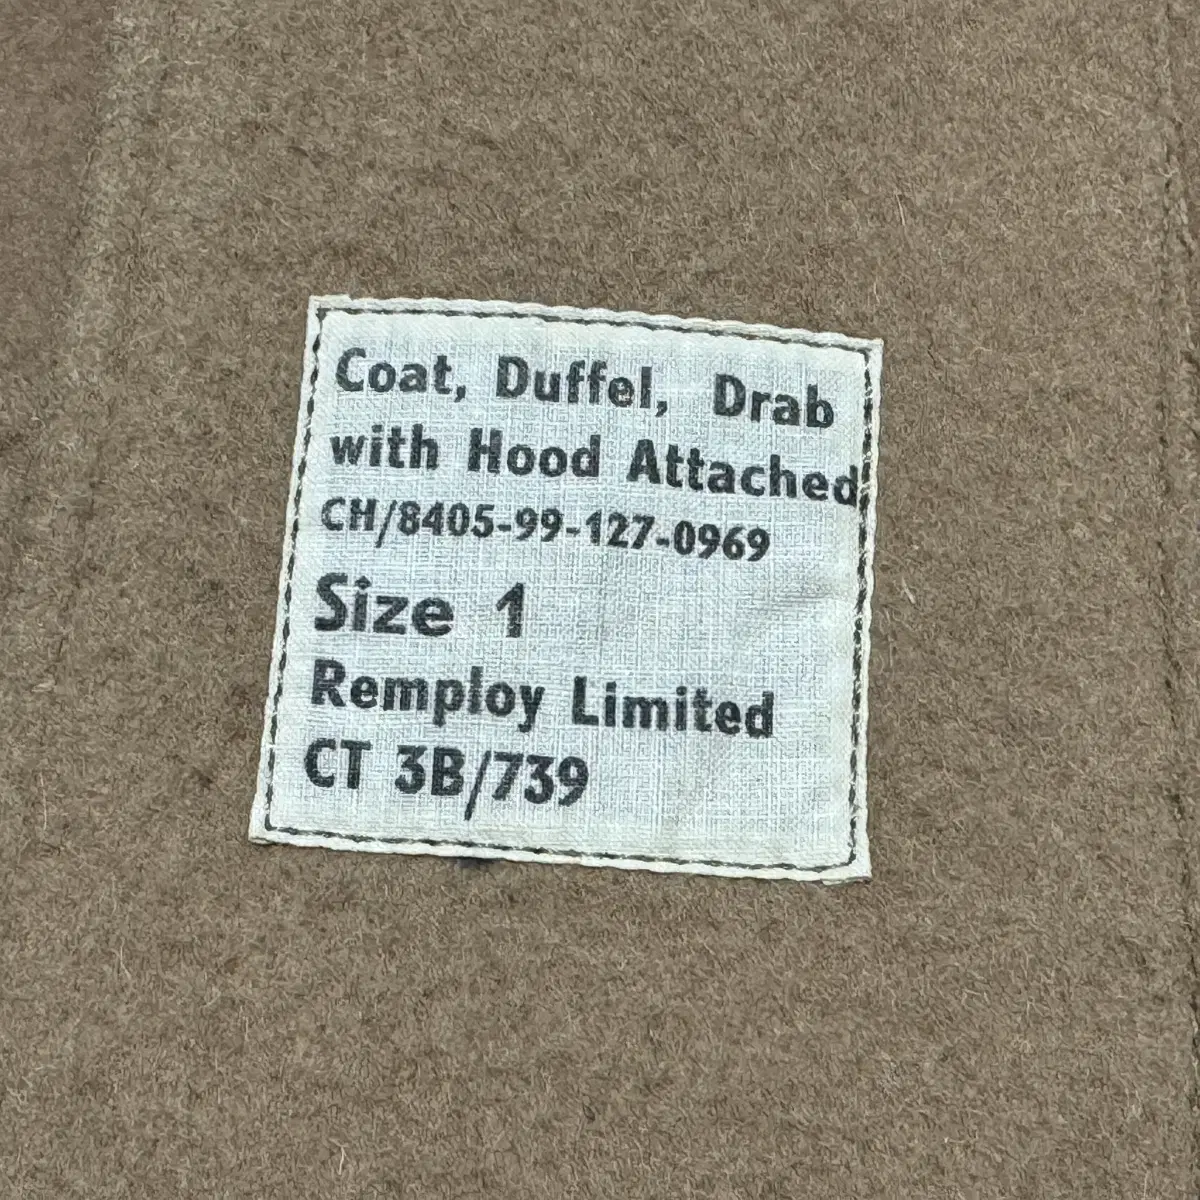 Coat, Duffel, Drab
with Hood Attached
CH/8405-99-127-0969
Size 1
Remploy Limited
CT 3B/739